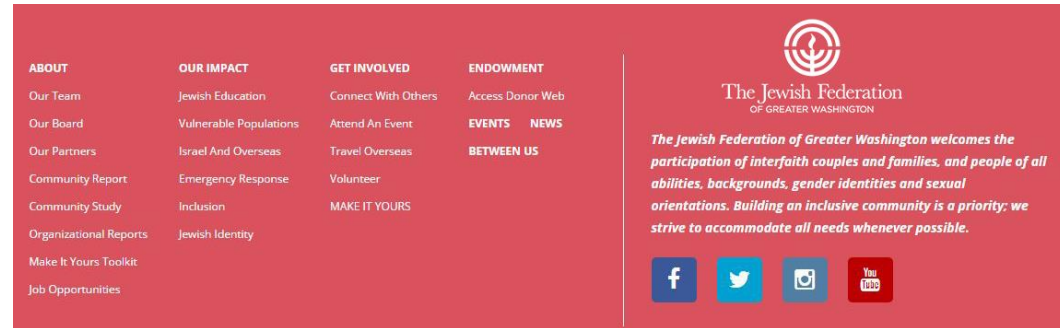 ABOUT
Our Team
Our Board
Our Partners
Community Report
Community Study
Organizational Reports
Make It Yours Toolkit
Job Opportunities
OUR IMPACT
Jewish Education
Vulnerable Populations
Israel And Overseas
Emergency Response
Inclusion
Jewish Identity
GET INVOLVED
Connect With Others
Attend An Event
Travel Overseas
Volunteer
MAKE IT YOURS
ENDOWMENT
Access Donor Web
EVENTS NEWS
BETWEEN US
The Jewish Federation
OF GREATER WASHINGTON
The Jewish Federation of Greater Washington welcomes the
participation of interfaith couples and families, and people of all
abilities, backgrounds, gender identities and sexual
orientations. Building an inclusive community is a priority; we
strive to accommodate all needs whenever possible.
f
You
Tube